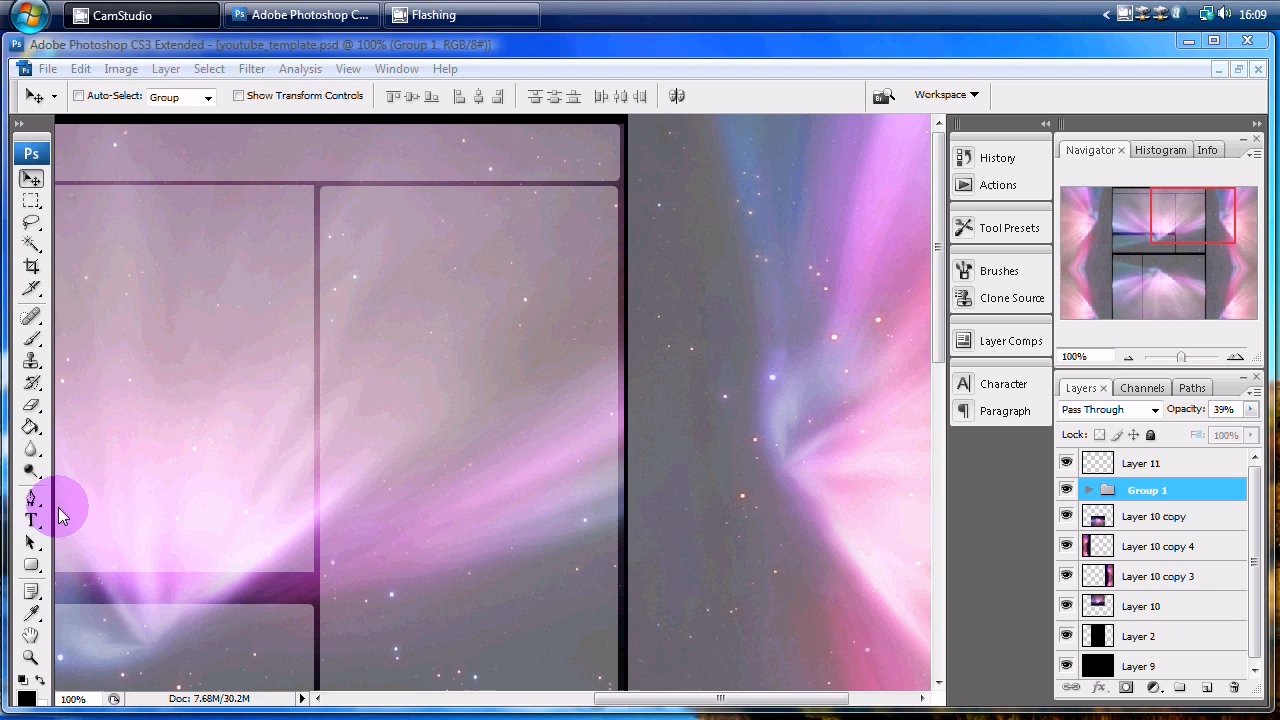 CamStudio
Adobe Photoshop C...
Flashing
16:09
Adobe Photoshop CS3 Extended - [youtube_template.psd @ 100% (Group 1, RGB/8#)]
File Edit Image Layer Select Filter Analysis View Window Help
Auto-Select: Group Show Transform Controls Workspace
Ps
History
Actions
Tool Presets
Brushes
Clone Source
Layer Comps
Character
Paragraph
Navigator Histogram Info
100%
Layers Channels Paths
Pass Through Opacity: 39%
Lock: Fill: 100%
Layer 11
Group 1
Layer 10 copy
Layer 10 copy 4
Layer 10 copy 3
Layer 10
Layer 2
Layer 9
100% Doc: 7.68M/30.2M